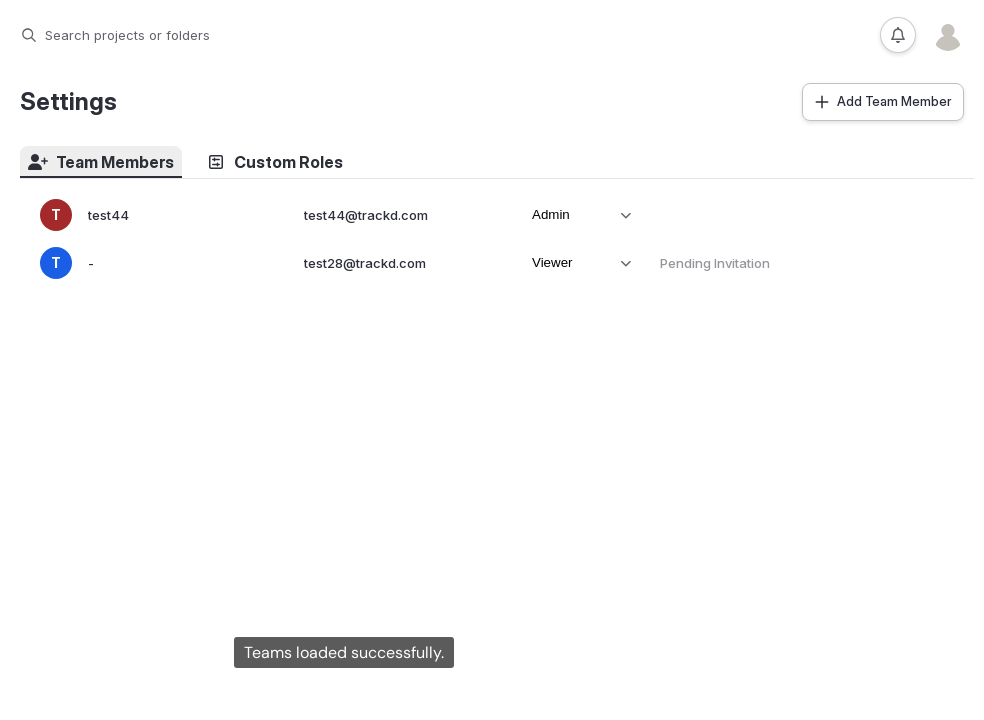 Search projects or folders
Settings
Add Team Member
Team Members
Custom Roles
T test44 test44@trackd.com Admin
T - test28@trackd.com Viewer Pending Invitation
Teams loaded successfully.